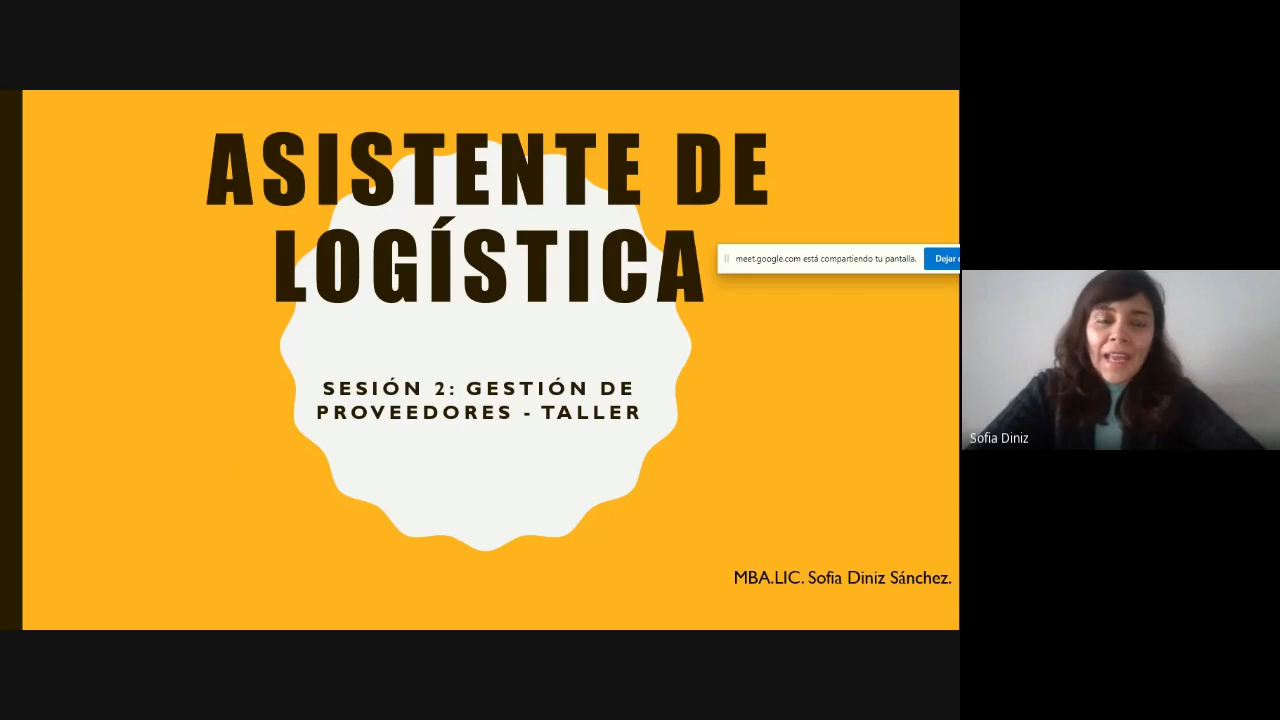 ASISTENTE DE
LOGÍSTICA
meet.google.com está compartiendo tu pantalla.
Dejar
SESIÓN 2: GESTIÓN DE
PROVEEDORES - TALLER
MBA.LIC. Sofia Diniz Sánchez.
Sofia Diniz